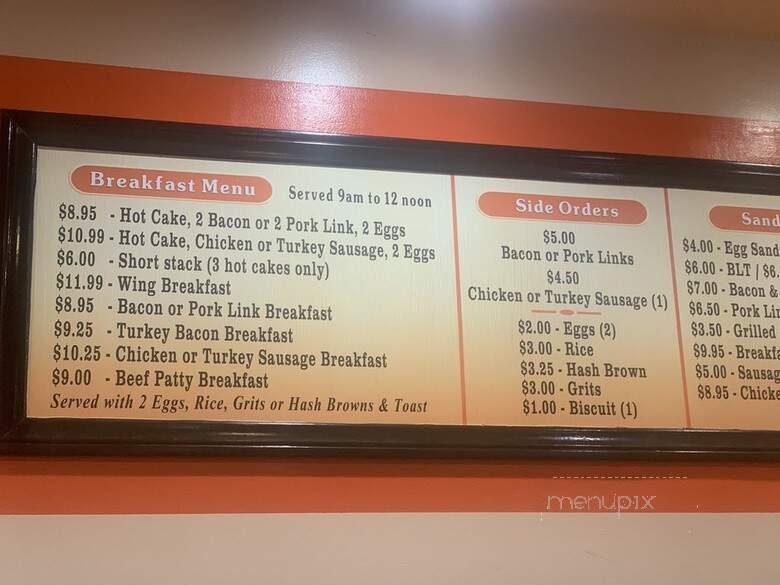 Breakfast Menu
Served 9am to 12 noon
$8.95 - Hot Cake, 2 Bacon or 2 Pork Link, 2 Eggs
$10.99 - Hot Cake, Chicken or Turkey Sausage, 2 Eggs
$6.00 - Short stack (3 hot cakes only)
$11.99 - Wing Breakfast
$8.95 - Bacon or Pork Link Breakfast
$9.25 - Turkey Bacon Breakfast
$10.25 - Chicken or Turkey Sausage Breakfast
$9.00 - Beef Patty Breakfast
Served with 2 Eggs, Rice, Grits or Hash Browns & Toast
Side Orders
$5.00
Bacon or Pork Links
$4.50
Chicken or Turkey Sausage (1)
$2.00 - Eggs (2)
$3.00 - Rice
$3.25 - Hash Brown
$3.00 - Grits
$1.00 - Biscuit (1)
Sand
$4.00 - Egg Sand
$6.00 - BLT | $6.
$7.00 - Bacon &
$6.50 - Pork Lin
$3.50 - Grilled
$9.95 - Breakfa
$5.00 - Sausag
$8.95 - Chicke
menupix